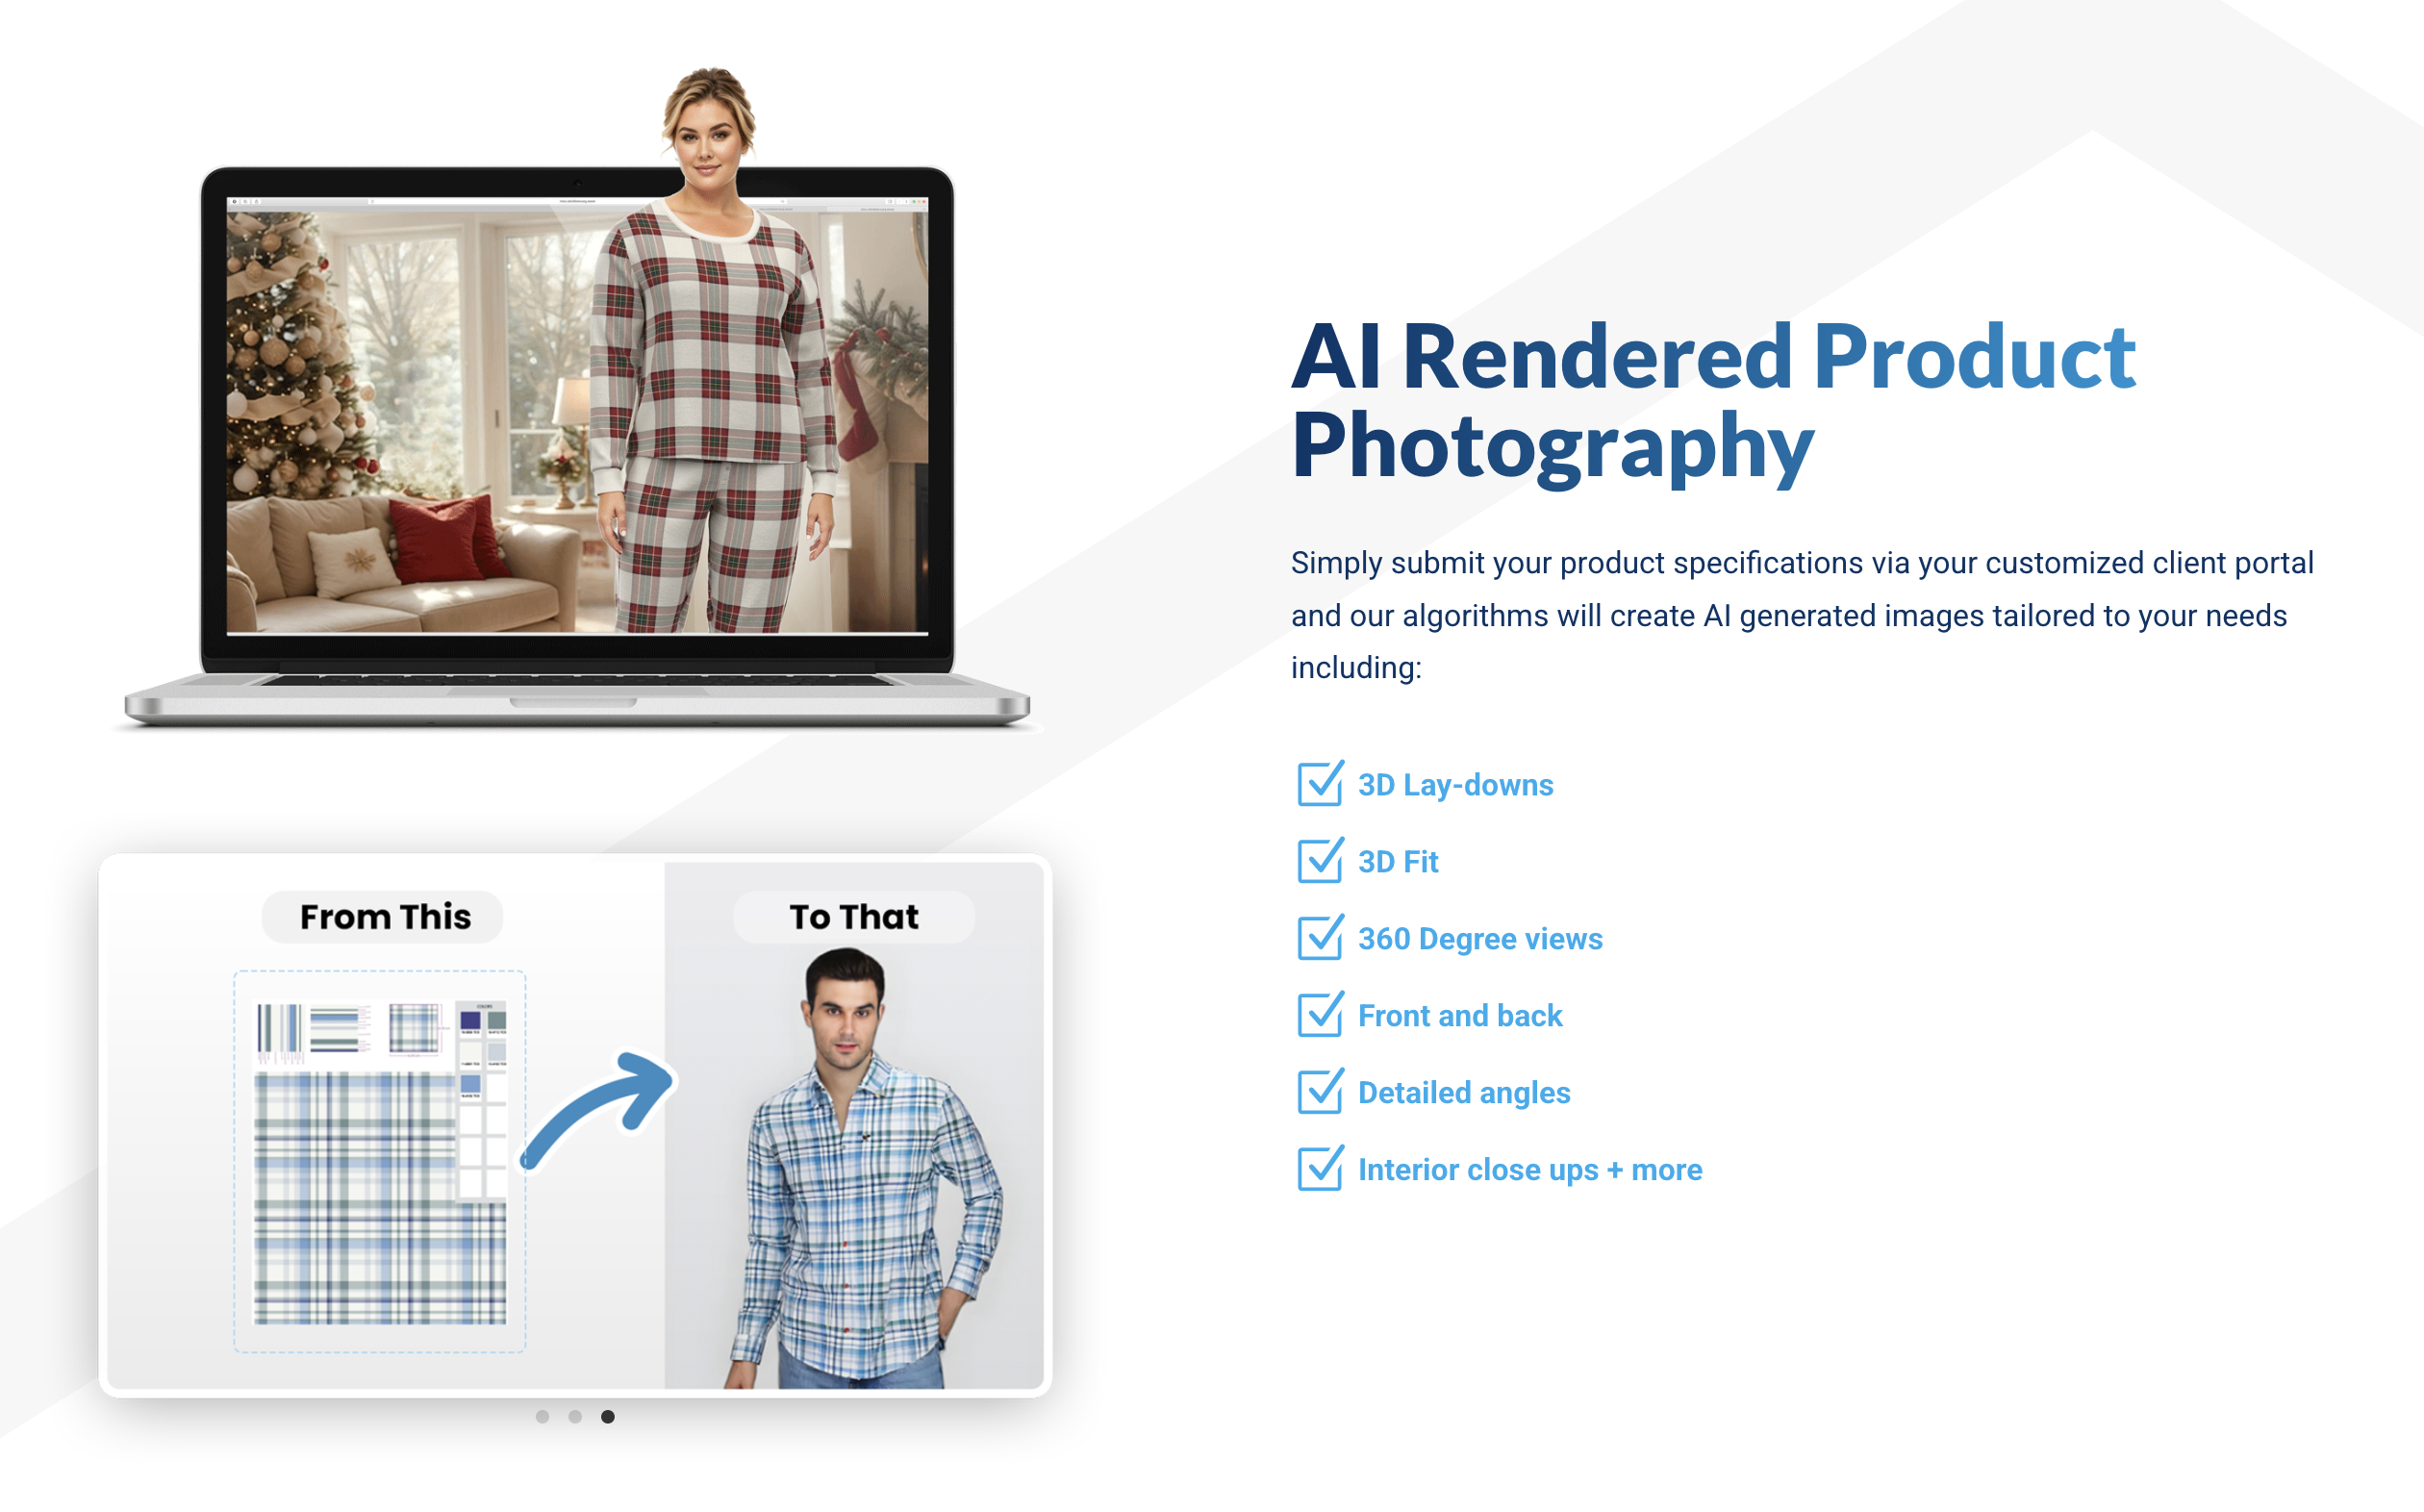 AI Rendered Product
Photography
Simply submit your product specifications via your customized client portal
and our algorithms will create AI generated images tailored to your needs
including:
3D Lay-downs
3D Fit
360 Degree views
Front and back
Detailed angles
Interior close ups + more
From This
To That
COLORS